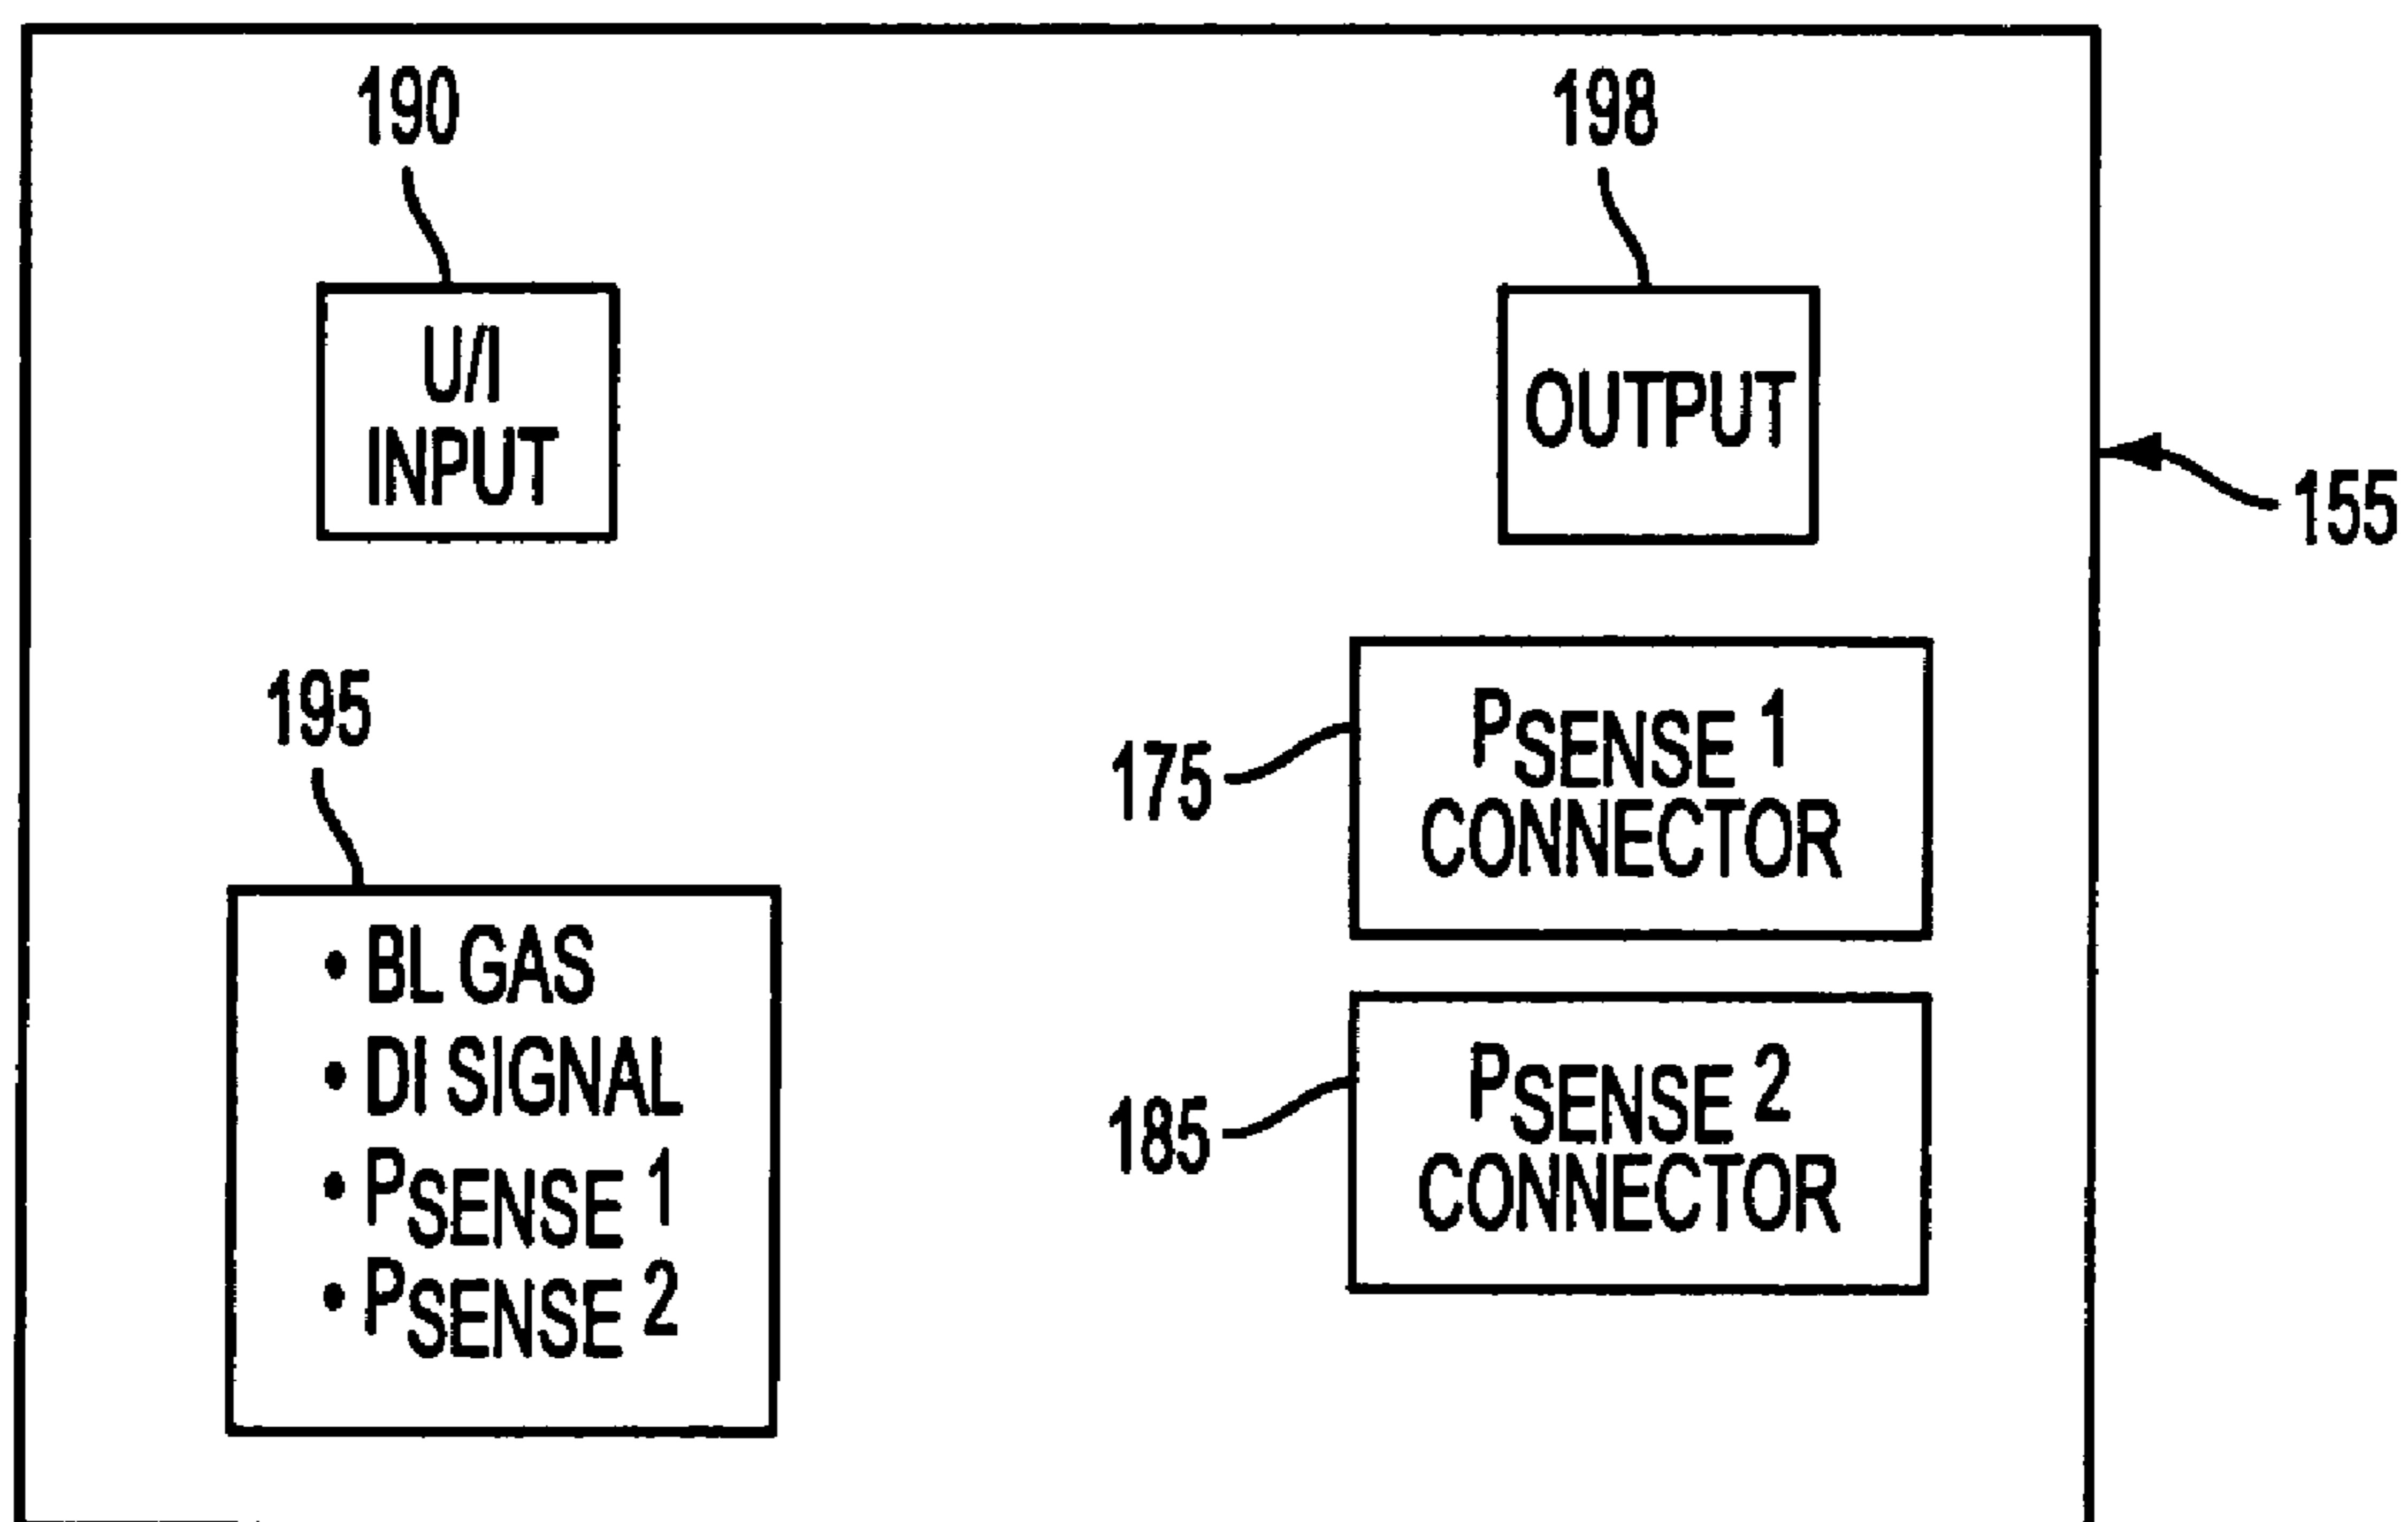 190
198
U/I
INPUT
OUTPUT
155
195
175
PSENSE 1
CONNECTOR
• BL GAS
• DI SIGNAL
• PSENSE 1
• PSENSE 2
185
PSENSE 2
CONNECTOR